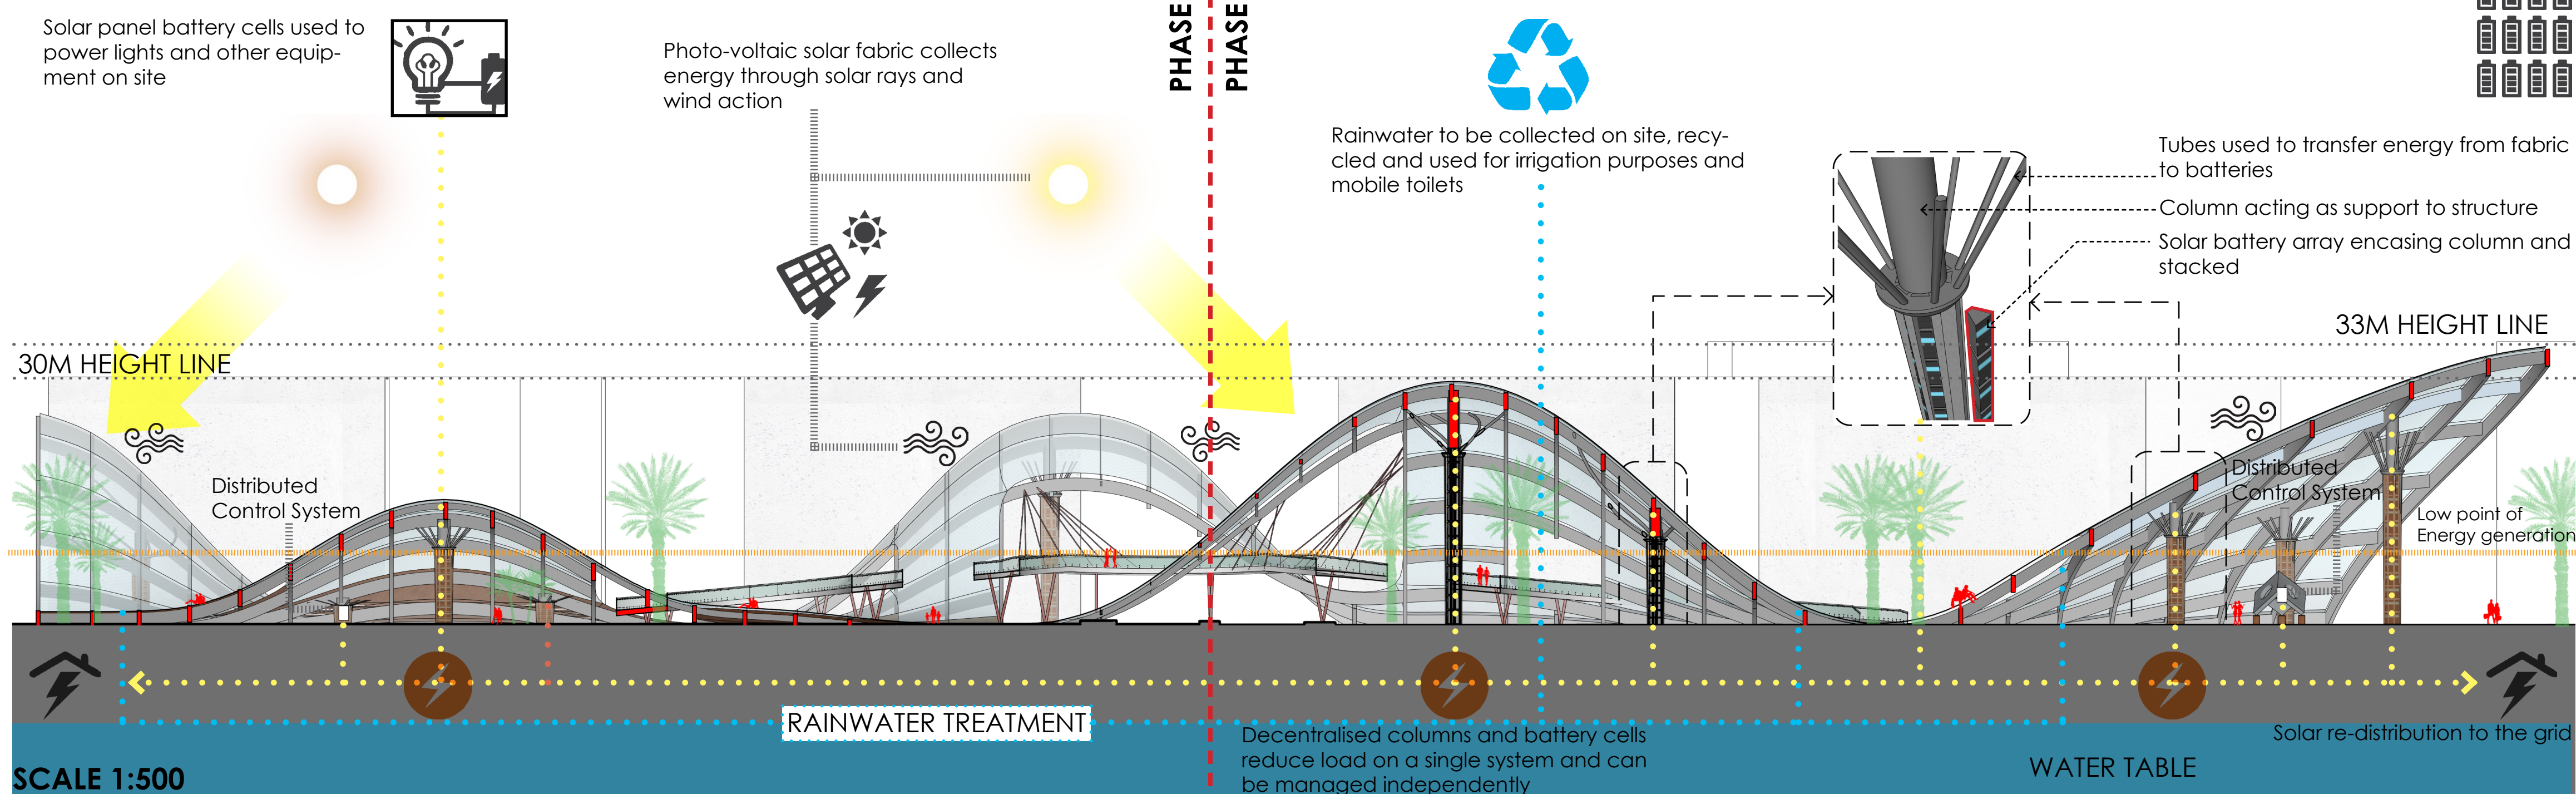 Solar panel battery cells used to
power lights and other equip-
ment on site
Photo-voltaic solar fabric collects
energy through solar rays and
wind action
PHASE
PHASE
Rainwater to be collected on site, recy-
cled and used for irrigation purposes and
mobile toilets
Tubes used to transfer energy from fabric
to batteries
Column acting as support to structure
Solar battery array encasing column and
stacked
30M HEIGHT LINE
33M HEIGHT LINE
Distributed
Control System
Distributed
Control System
Low point of
Energy generation
RAINWATER TREATMENT
Decentralised columns and battery cells
reduce load on a single system and can
be managed independently
Solar re-distribution to the grid
WATER TABLE
SCALE 1:500